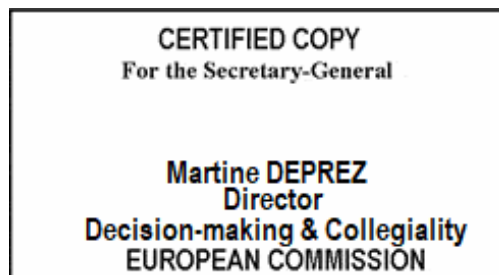 CERTIFIED COPY
For the Secretary-General
Martine DEPREZ
Director
Decision-making & Collegiality
EUROPEAN COMMISSION